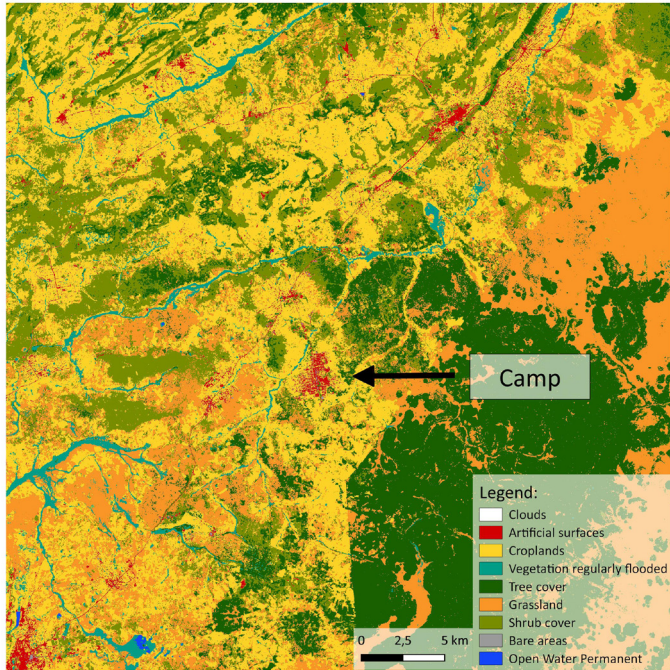 Camp
Legend:
Clouds
Artificial surfaces
Croplands
Vegetation regularly flooded
Tree cover
Grassland
Shrub cover
Bare areas
Open Water Permanent
0 2,5 5 km